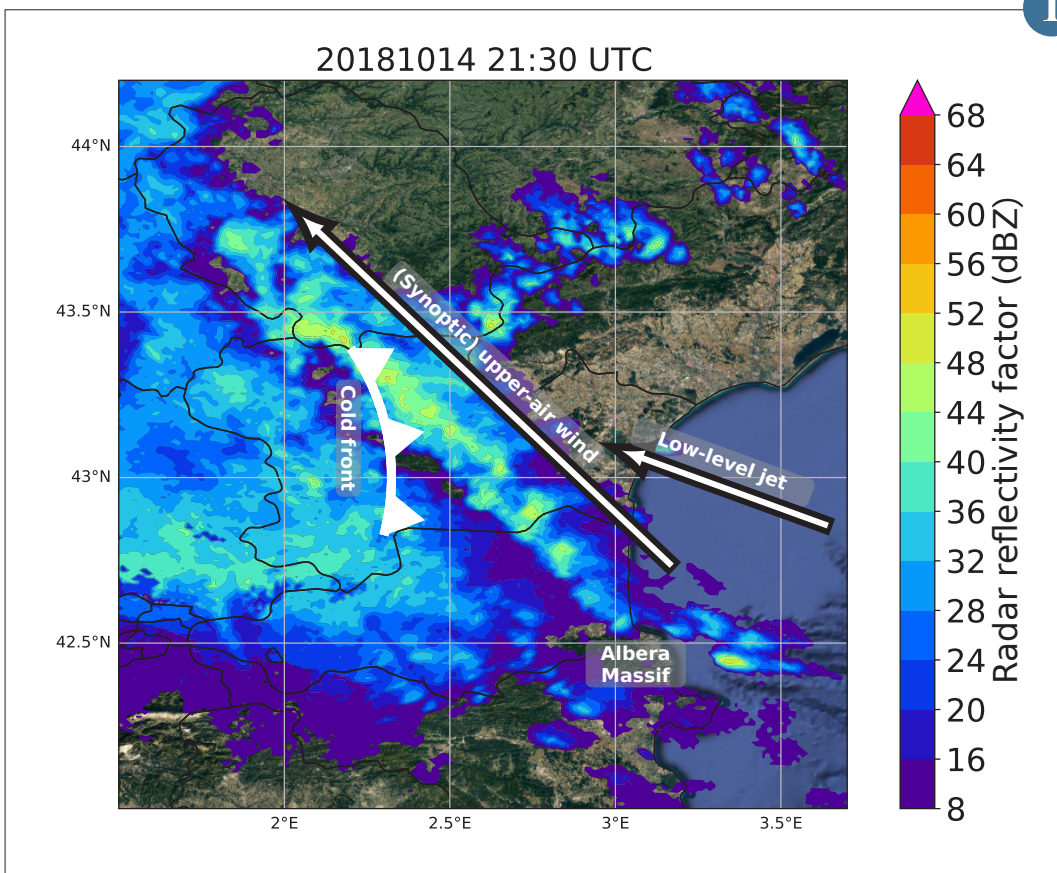 20181014 21:30 UTC
44°N
43.5°N
43°N
42.5°N
2°E
2.5°E
3°E
3.5°E
(Synoptic) upper-air wind
Low-level jet
Cold front
Albera
Massif
68
64
60
56
52
48
44
40
36
32
28
24
20
16
8
Radar reflectivity factor (dBZ)